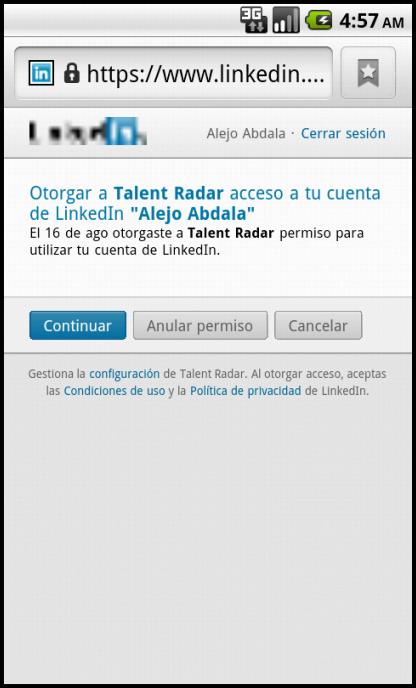 3G
4:57 AM
in https://www.linkedin....
Alejo Abdala · Cerrar sesión
Otorgar a Talent Radar acceso a tu cuenta
de LinkedIn "Alejo Abdala"
El 16 de ago otorgaste a Talent Radar permiso para
utilizar tu cuenta de LinkedIn.
Continuar
Anular permiso
Cancelar
Gestiona la configuración de Talent Radar. Al otorgar acceso, aceptas
las Condiciones de uso y la Política de privacidad de LinkedIn.